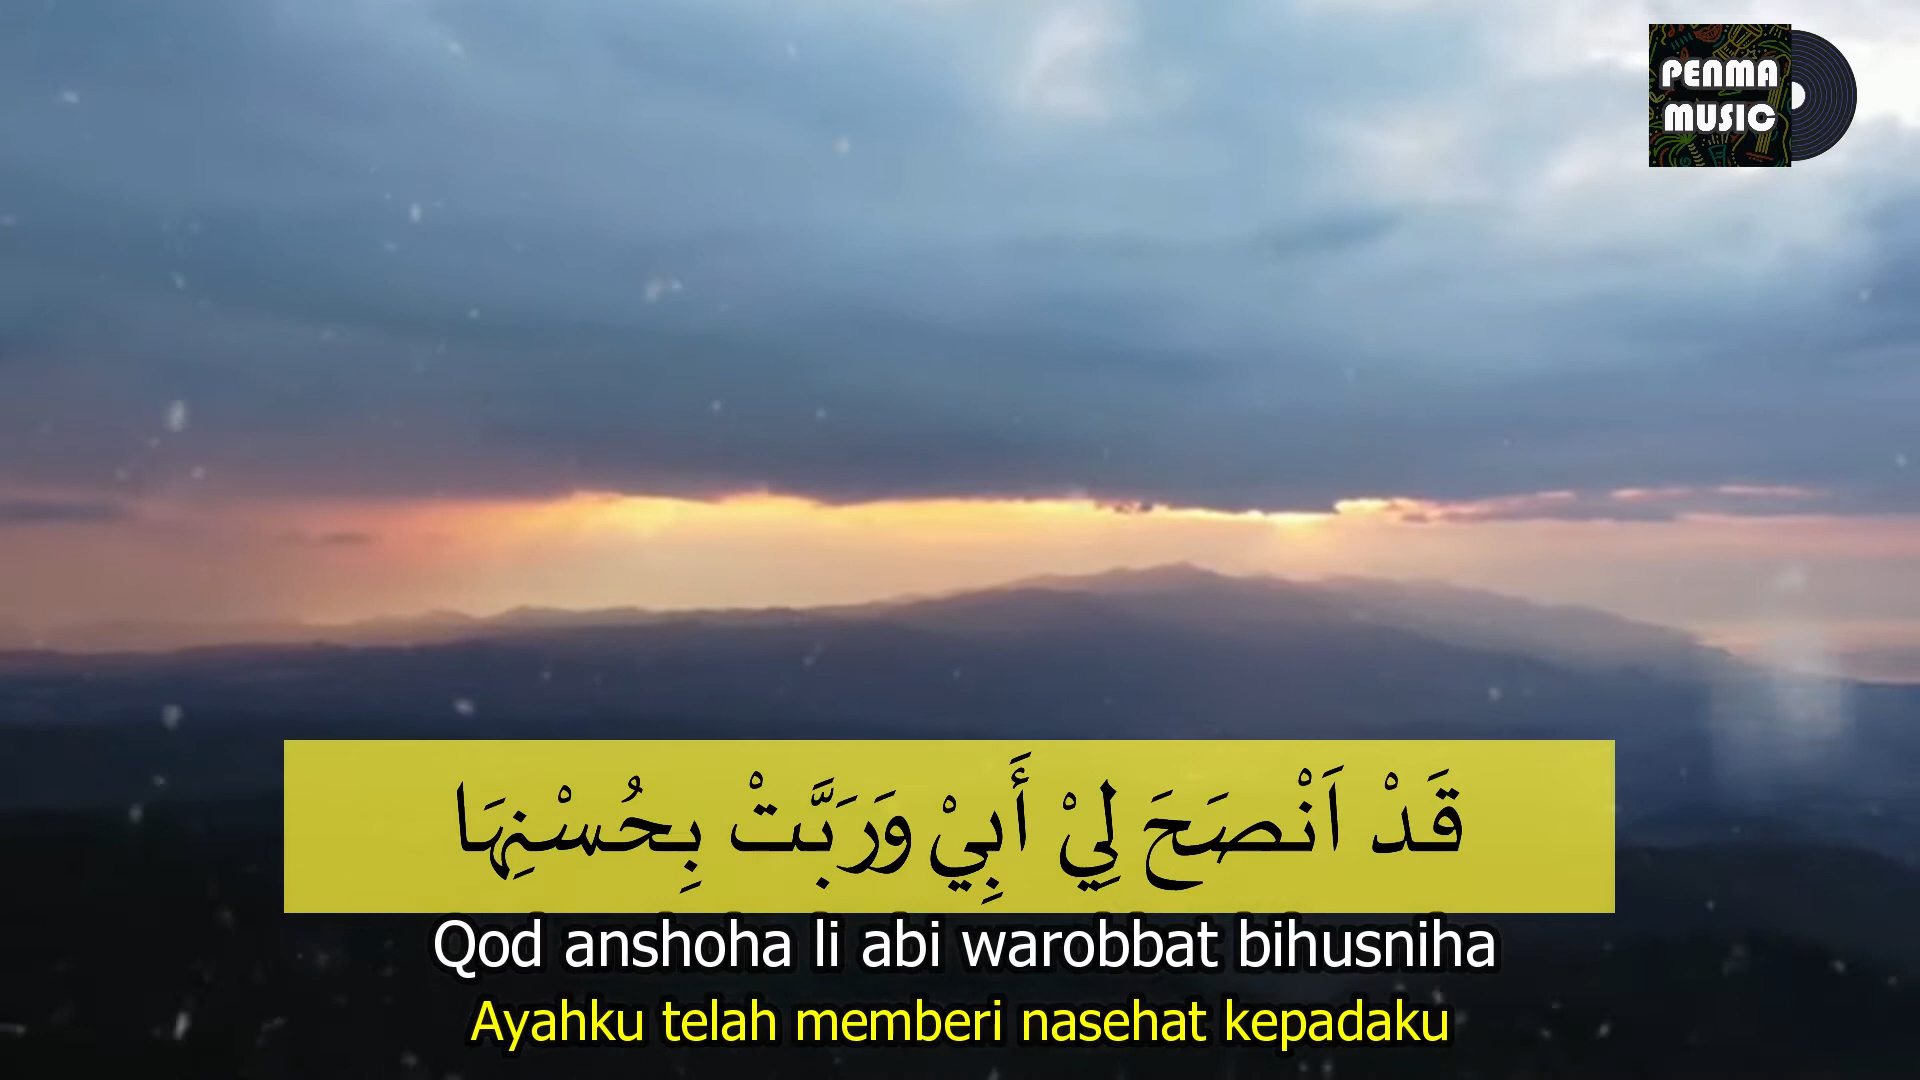 PENMA
MUSIC
قَدْ اَنْصَحَ لِيْ أَبِيْ وَرَبَّتْ بِحُسْنِهَا
Qod anshoha li abi warobbat bihusniha
Ayahku telah memberi nasehat kepadaku